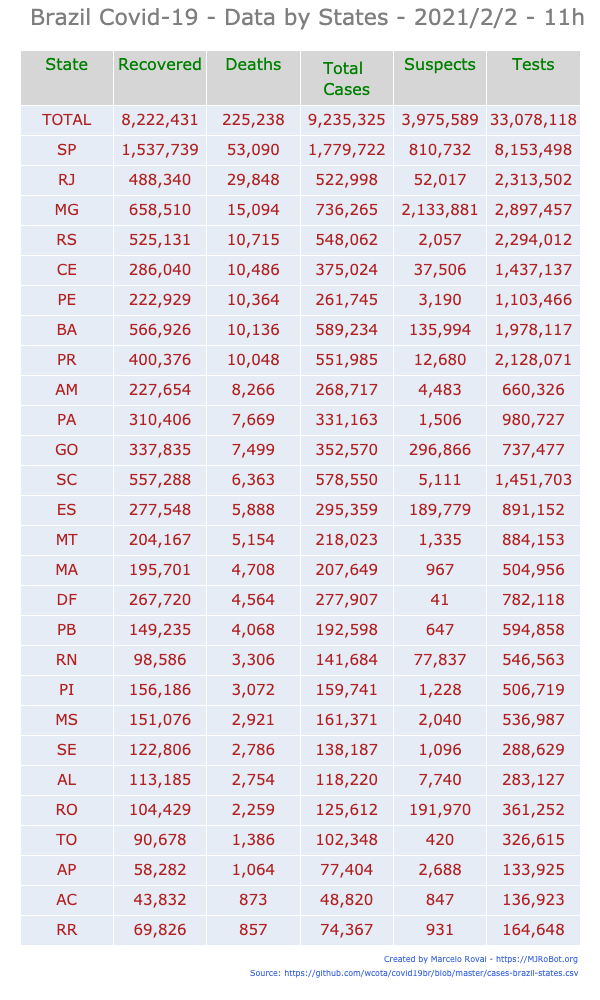 Brazil Covid-19 - Data by States - 2021/2/2 - 11h
State Recovered Deaths Total Cases Suspects Tests
TOTAL 8,222,431 225,238 9,235,325 3,975,589 33,078,118
SP 1,537,739 53,090 1,779,722 810,732 8,153,498
RJ 488,340 29,848 522,998 52,017 2,313,502
MG 658,510 15,094 736,265 2,133,881 2,897,457
RS 525,131 10,715 548,062 2,057 2,294,012
CE 286,040 10,486 375,024 37,506 1,437,137
PE 222,929 10,364 261,745 3,190 1,103,466
BA 566,926 10,136 589,234 135,994 1,978,117
PR 400,376 10,048 551,985 12,680 2,128,071
AM 227,654 8,266 268,717 4,483 660,326
PA 310,406 7,669 331,163 1,506 980,727
GO 337,835 7,499 352,570 296,866 737,477
SC 557,288 6,363 578,550 5,111 1,451,703
ES 277,548 5,888 295,359 189,779 891,152
MT 204,167 5,154 218,023 1,335 884,153
MA 195,701 4,708 207,649 967 504,956
DF 267,720 4,564 277,907 41 782,118
PB 149,235 4,068 192,598 647 594,858
RN 98,586 3,306 141,684 77,837 546,563
PI 156,186 3,072 159,741 1,228 506,719
MS 151,076 2,921 161,371 2,040 536,987
SE 122,806 2,786 138,187 1,096 288,629
AL 113,185 2,754 118,220 7,740 283,127
RO 104,429 2,259 125,612 191,970 361,252
TO 90,678 1,386 102,348 420 326,615
AP 58,282 1,064 77,404 2,688 133,925
AC 43,832 873 48,820 847 136,923
RR 69,826 857 74,367 931 164,648
Created by Marcelo Rovai - https://MJRoBot.org
Source: https://github.com/wcota/covid19br/blob/master/cases-brazil-states.csv